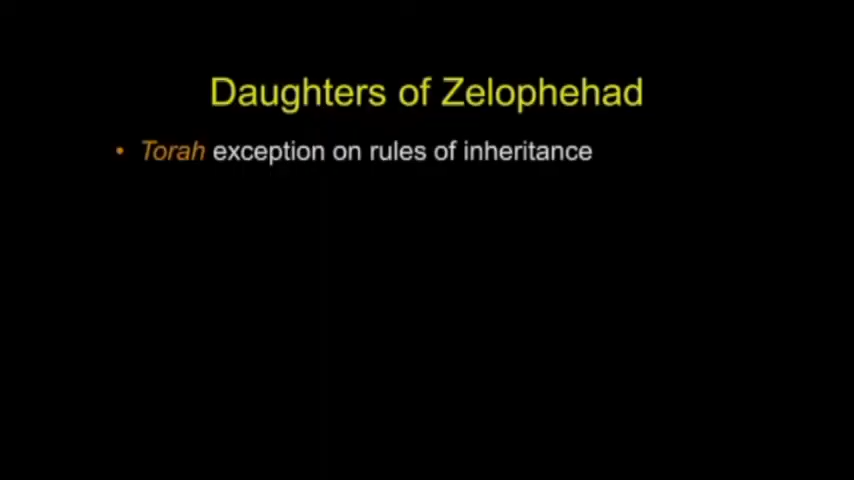 Daughters of Zelophehad
• Torah exception on rules of inheritance